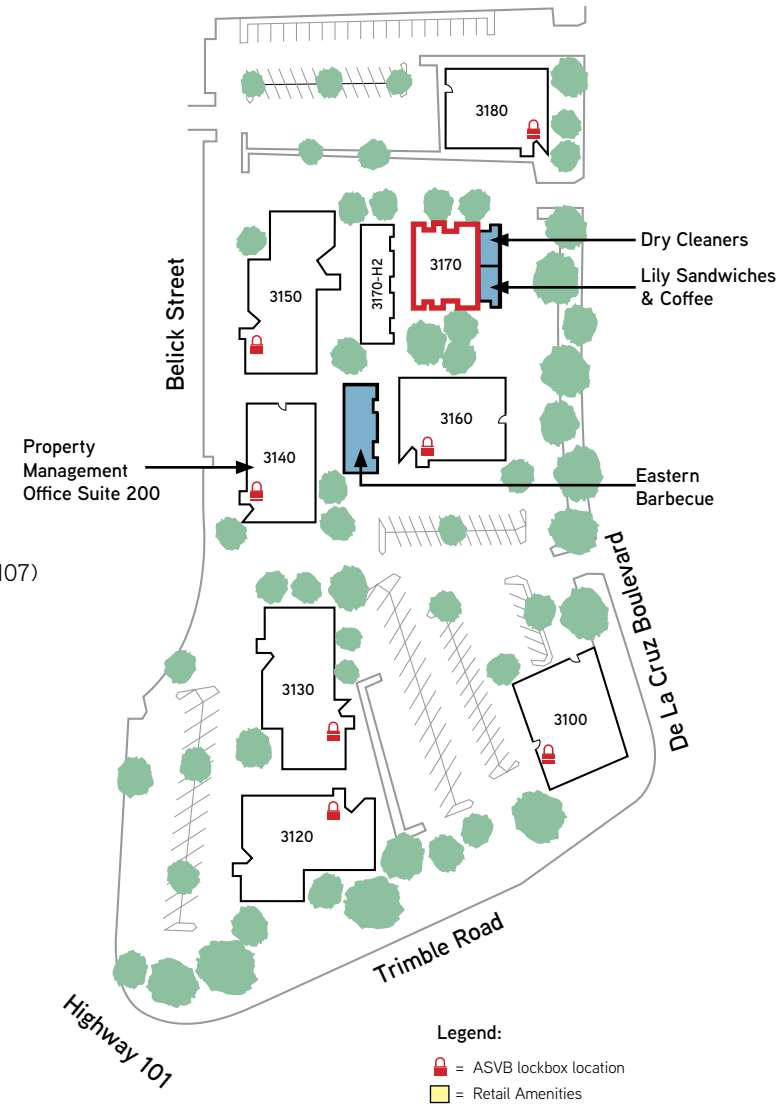 3180
Dry Cleaners
3170
3170-H2
Lily Sandwiches
& Coffee
3150
Belick Street
3160
Property
Management
Office Suite 200
3140
Eastern
Barbecue
107)
De La Cruz Boulevard
3130
3100
3120
Trimble Road
Highway 101
Legend:
= ASVB lockbox location
= Retail Amenities